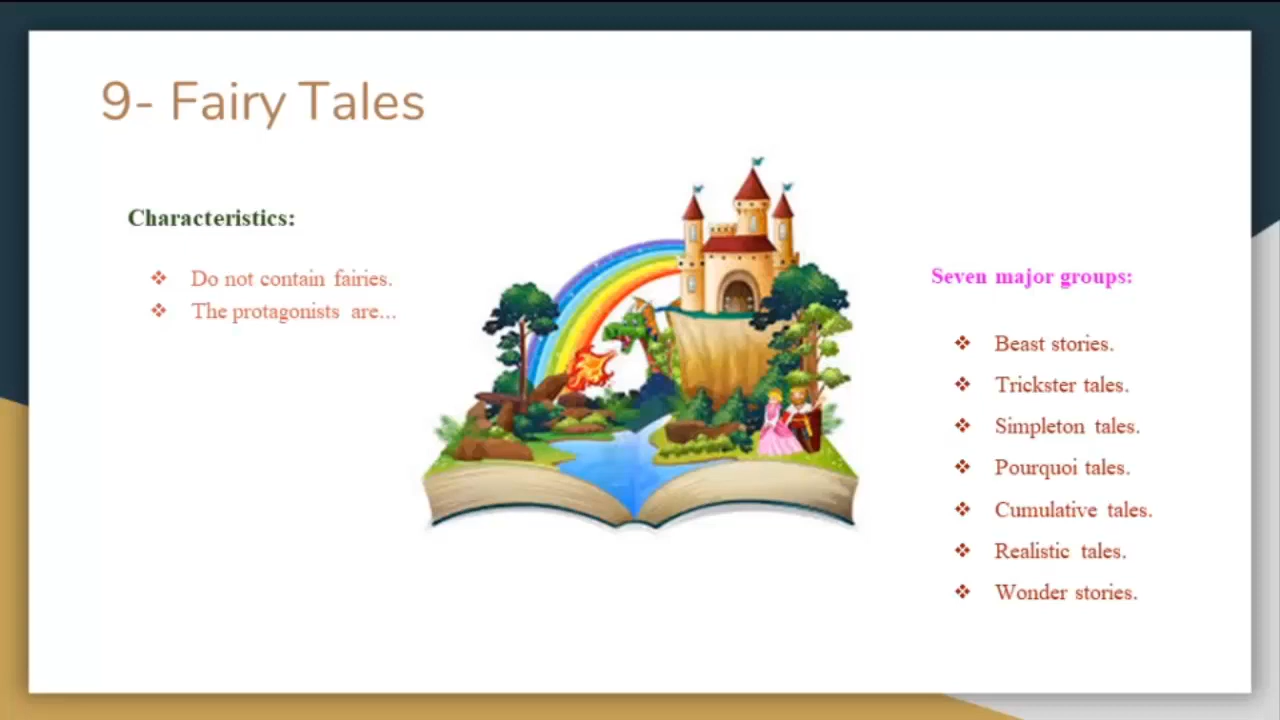 9- Fairy Tales
Characteristics:
❖ Do not contain fairies.
❖ The protagonists are...
Seven major groups:
❖ Beast stories.
❖ Trickster tales.
❖ Simpleton tales.
❖ Pourquoi tales.
❖ Cumulative tales.
❖ Realistic tales.
❖ Wonder stories.